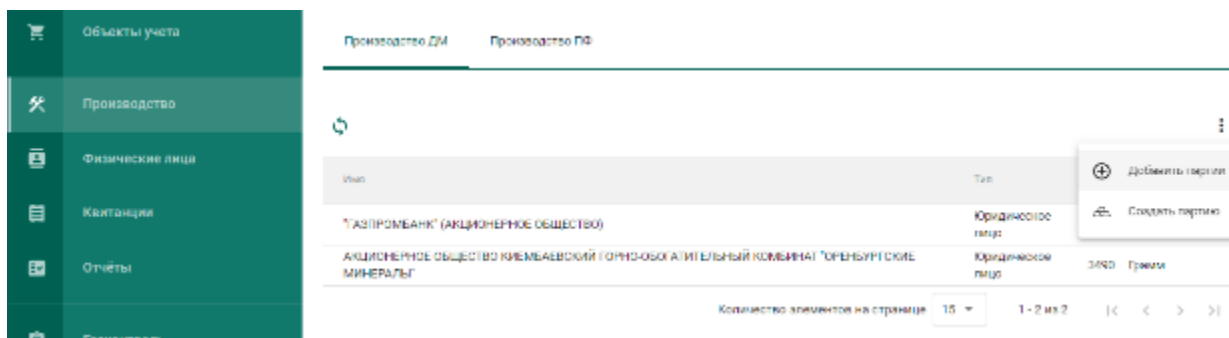 Объекты учета
Производство
Физические лица
Квитанции
Отчёты
Производство ДМ
Производство ПФ
Имя
Тип
"ГАЗПРОМБАНК" (АКЦИОНЕРНОЕ ОБЩЕСТВО)
Юридическое
лицо
АКЦИОНЕРНОЕ ОБЩЕСТВО КИЕМБАЕВСКИЙ ГОРНО-ОБОГАТИТЕЛЬНЫЙ КОМБИНАТ "ОРЕНБУРГСКИЕ
МИНЕРАЛЫ"
Юридическое
лицо
3490 Грамм
Добавить партии
Создать партию
Количество элементов на странице 15
1 - 2 из 2